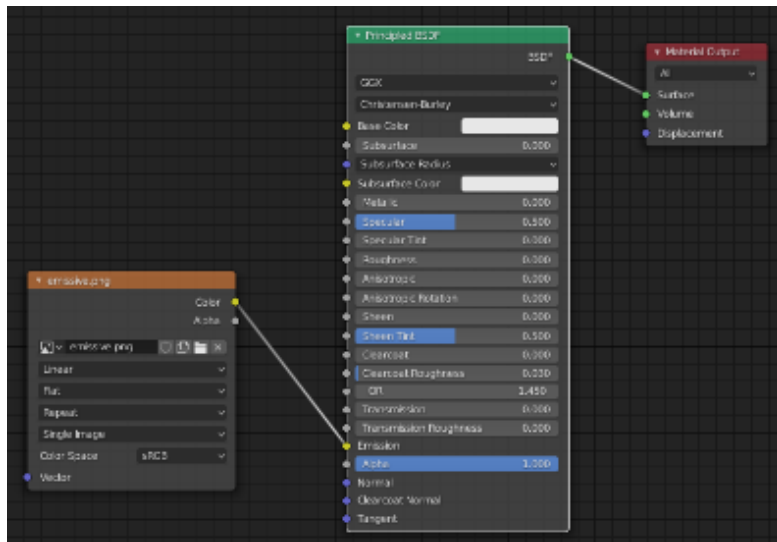 emissive.png
Color
Alpha
emissive.png
Linear
Flat
Repeat
Single Image
Color Space sRGB
Vector
Principled BSDF
BSDF
GGX
Christensen-Burley
Base Color
Subsurface 0.000
Subsurface Radius
Subsurface Color
Metallic 0.000
Specular 0.500
Specular Tint 0.000
Roughness 0.000
Anisotropic 0.000
Anisotropic Rotation 0.000
Sheen 0.000
Sheen Tint 0.500
Clearcoat 0.000
Clearcoat Roughness 0.030
IOR 1.450
Transmission 0.000
Transmission Roughness 0.000
Emission
Alpha 1.000
Normal
Clearcoat Normal
Tangent
Material Output
All
Surface
Volume
Displacement